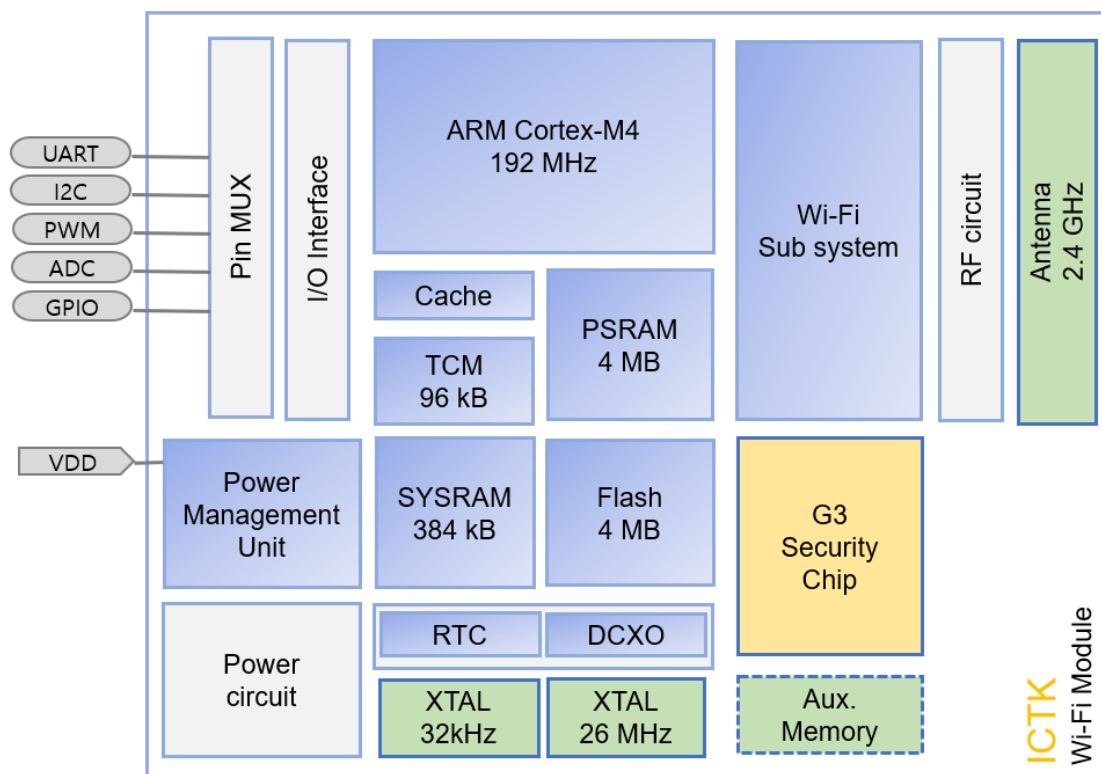 UART
I2C
PWM
ADC
GPIO
VDD
Pin MUX
I/O Interface
ARM Cortex-M4
192 MHz
Cache
TCM
96 kB
PSRAM
4 MB
Wi-Fi
Sub system
RF circuit
Antenna
2.4 GHz
Power
Management
Unit
SYSRAM
384 kB
Flash
4 MB
G3
Security
Chip
Power
circuit
RTC
DCXO
XTAL
32kHz
XTAL
26 MHz
Aux.
Memory
ICTK
Wi-Fi Module